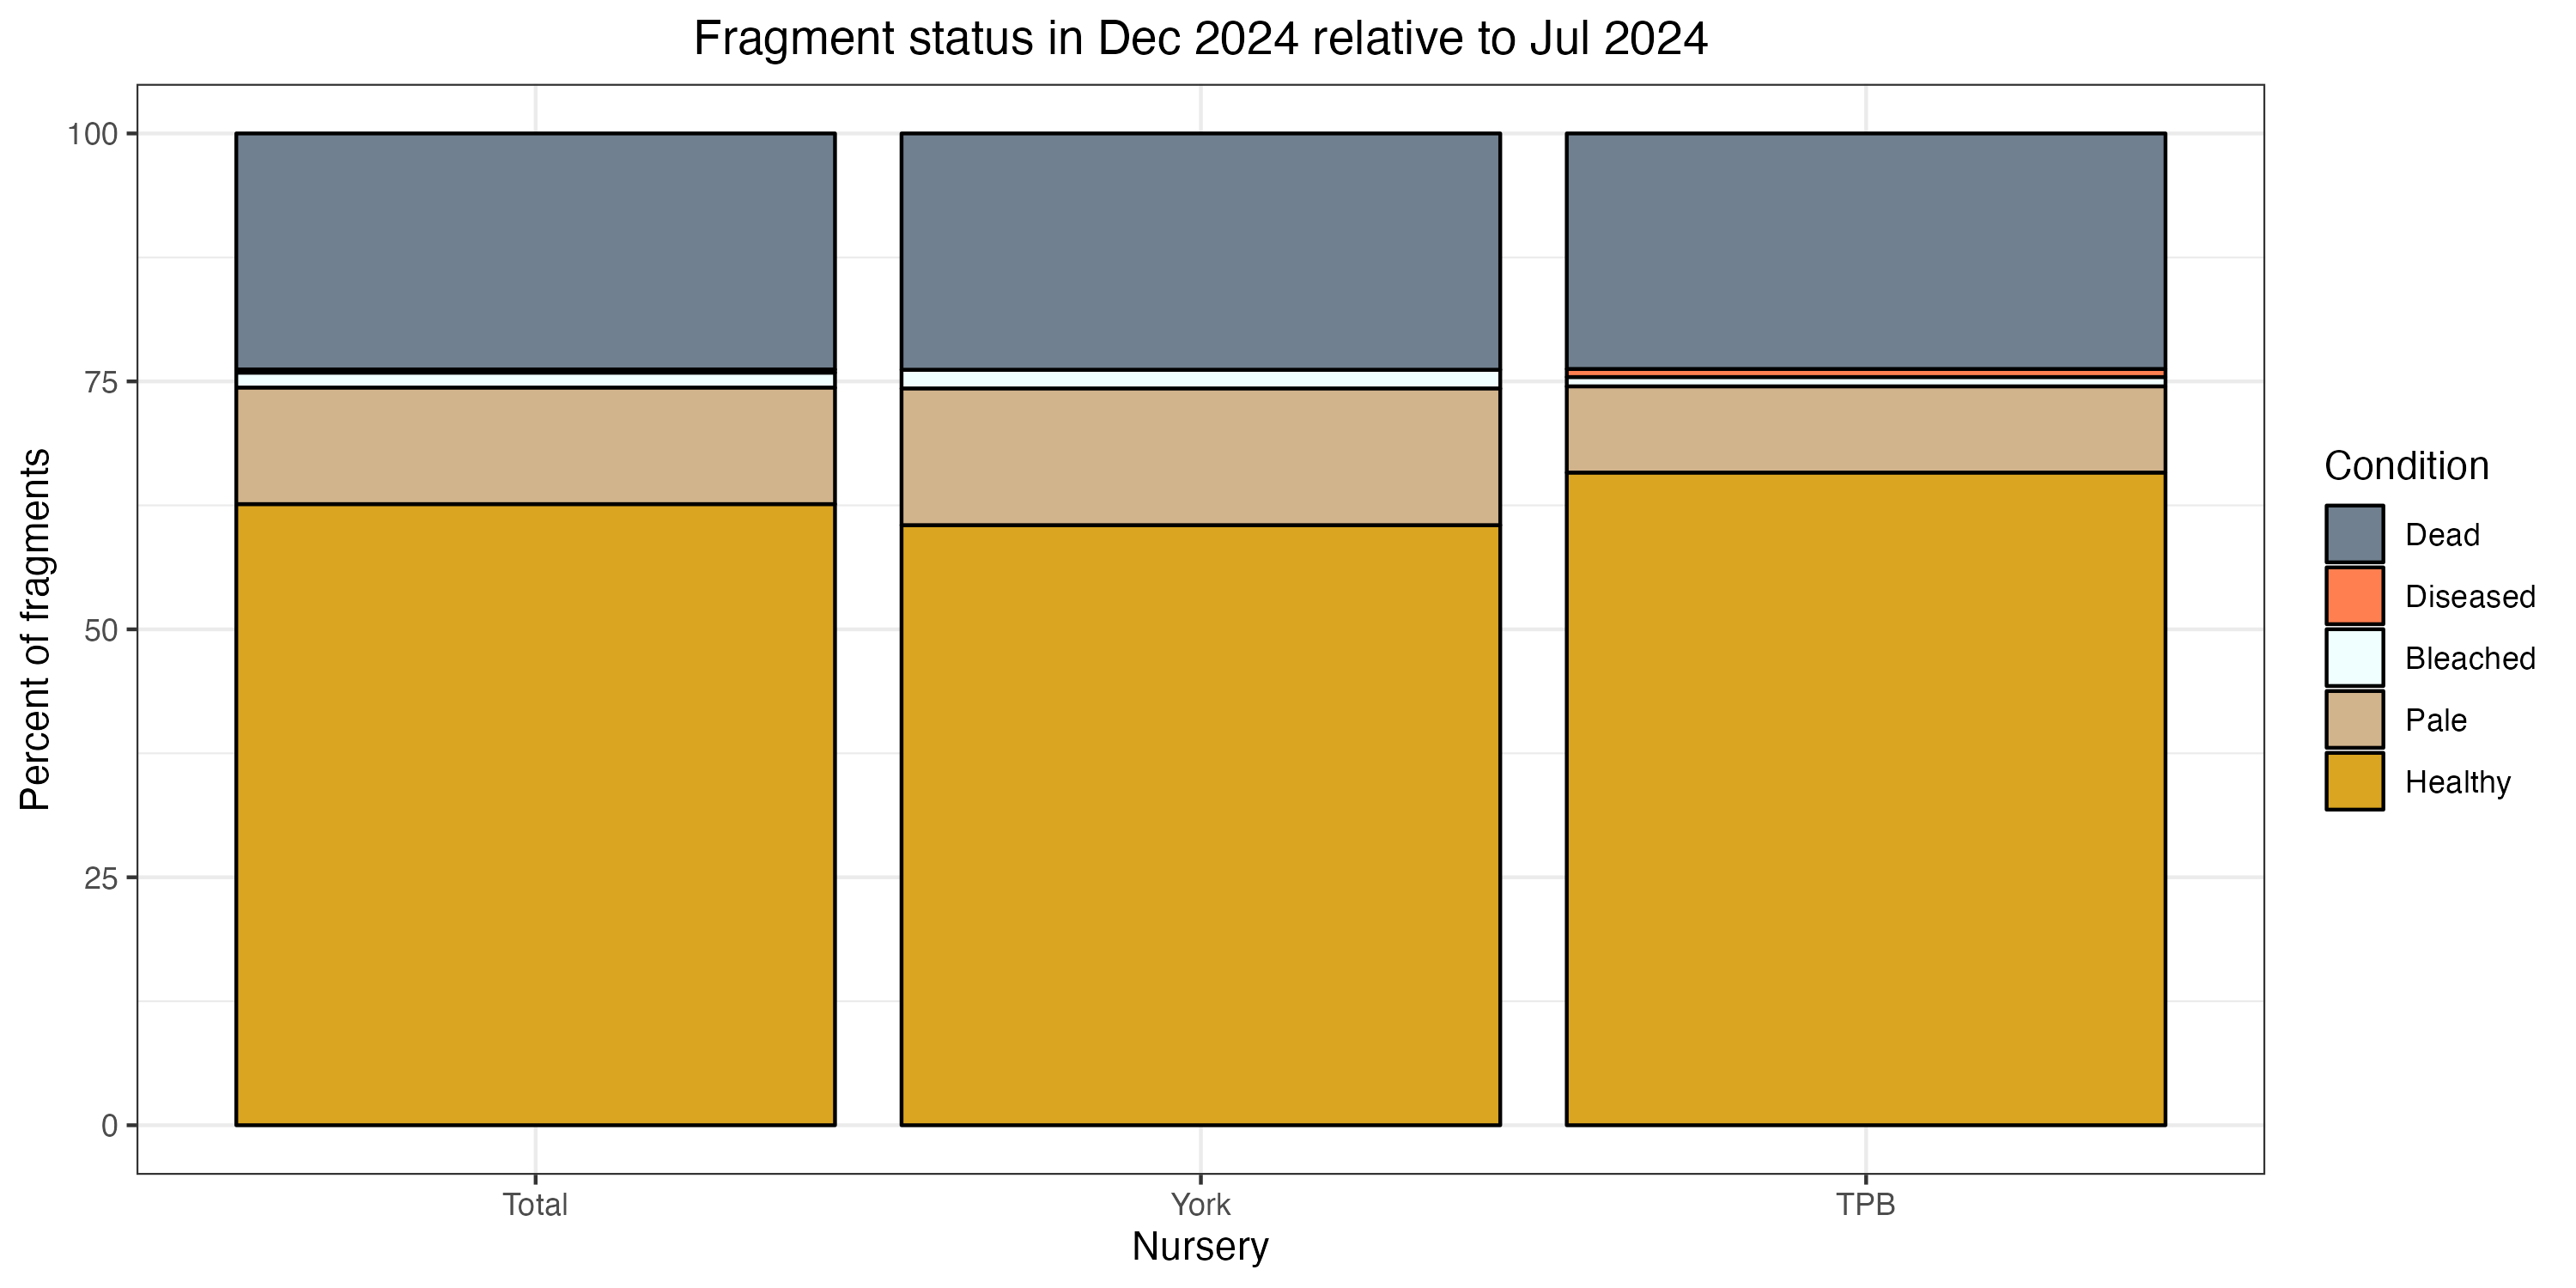 Fragment status in Dec 2024 relative to Jul 2024
Percent of fragments
100
75
50
25
0
Total
York
TPB
Nursery
Condition
Dead
Diseased
Bleached
Pale
Healthy